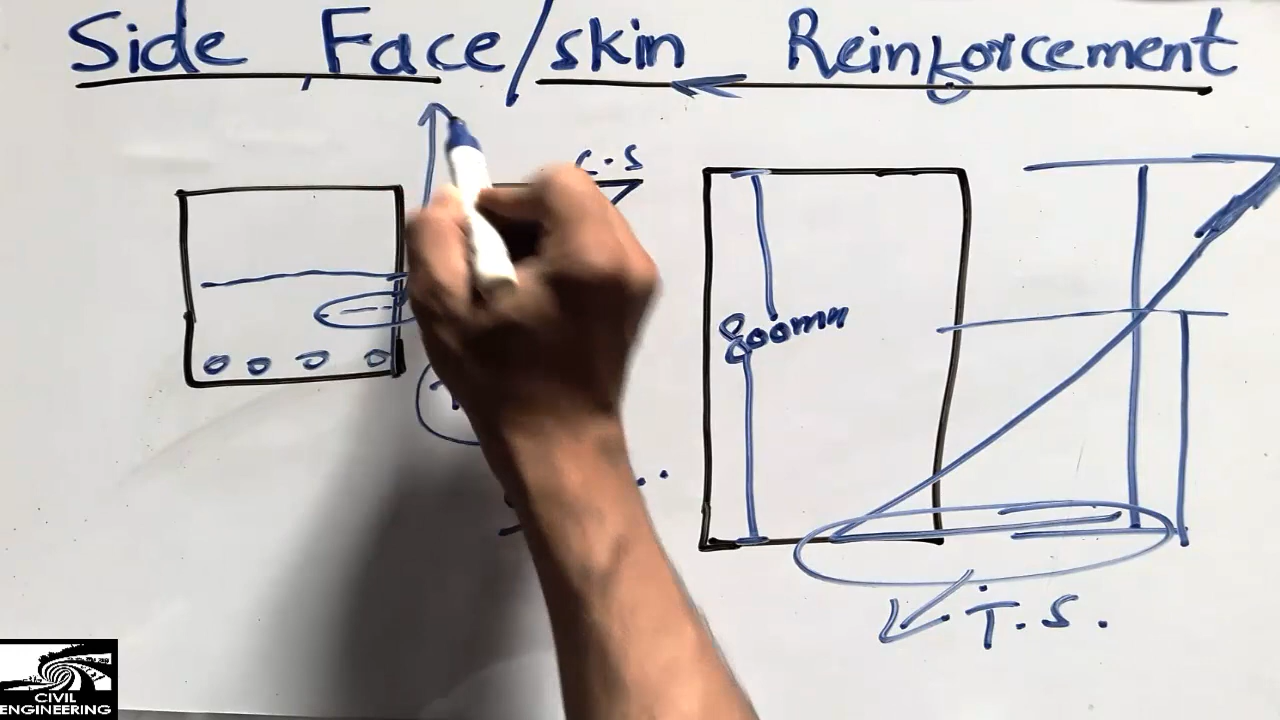 Side Face/skin Reinforcement
C.S
800mm
T.S.
CIVIL
ENGINEERING